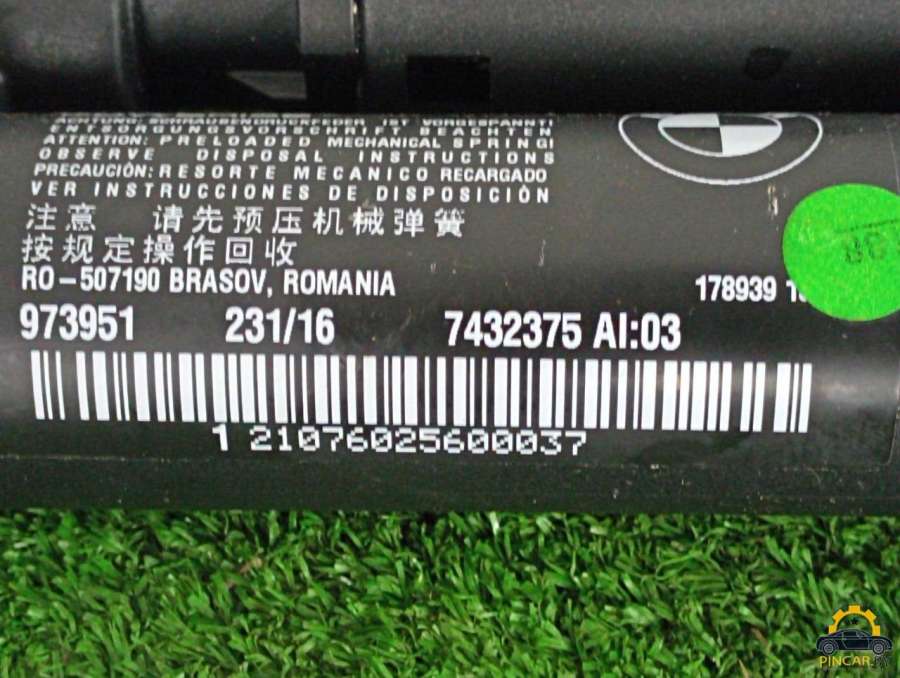 ACHTUNG: SCHRAUBENDRUCKFEDER IST VORGESPANNT!
ENTSORGUNGSVORSCHRIFT BEACHTEN
ATTENTION: PRELOADED MECHANICAL SPRING!
OBSERVE DISPOSAL INSTRUCTIONS
PRECAUCIÓN: RESORTE MECANICO RECARGADO
VER INSTRUCCIONES DE DISPOSICIÓN
注意 请先预压机械弹簧
按规定操作回收
RO-507190 BRASOV, ROMANIA
178939
973951 231/16 7432375 AI:03
1 21076025600037
PINCAR.BY